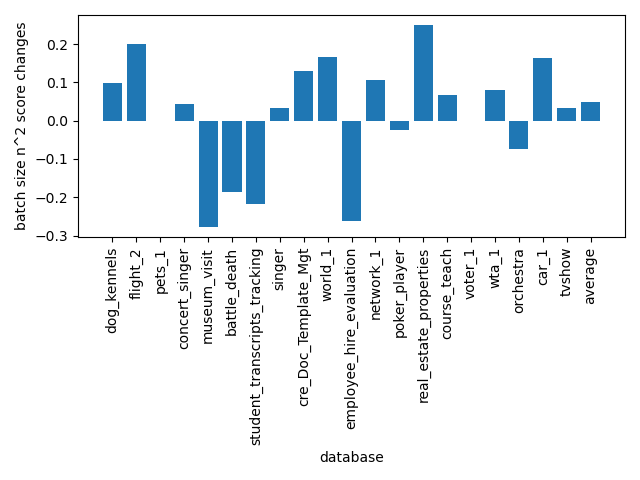 batch size n^2 score changes
0.2
0.1
0.0
−0.1
−0.2
−0.3
dog_kennels
flight_2
pets_1
concert_singer
museum_visit
battle_death
student_transcripts_tracking
singer
cre_Doc_Template_Mgt
world_1
employee_hire_evaluation
network_1
poker_player
real_estate_properties
course_teach
voter_1
wta_1
orchestra
car_1
tvshow
average
database